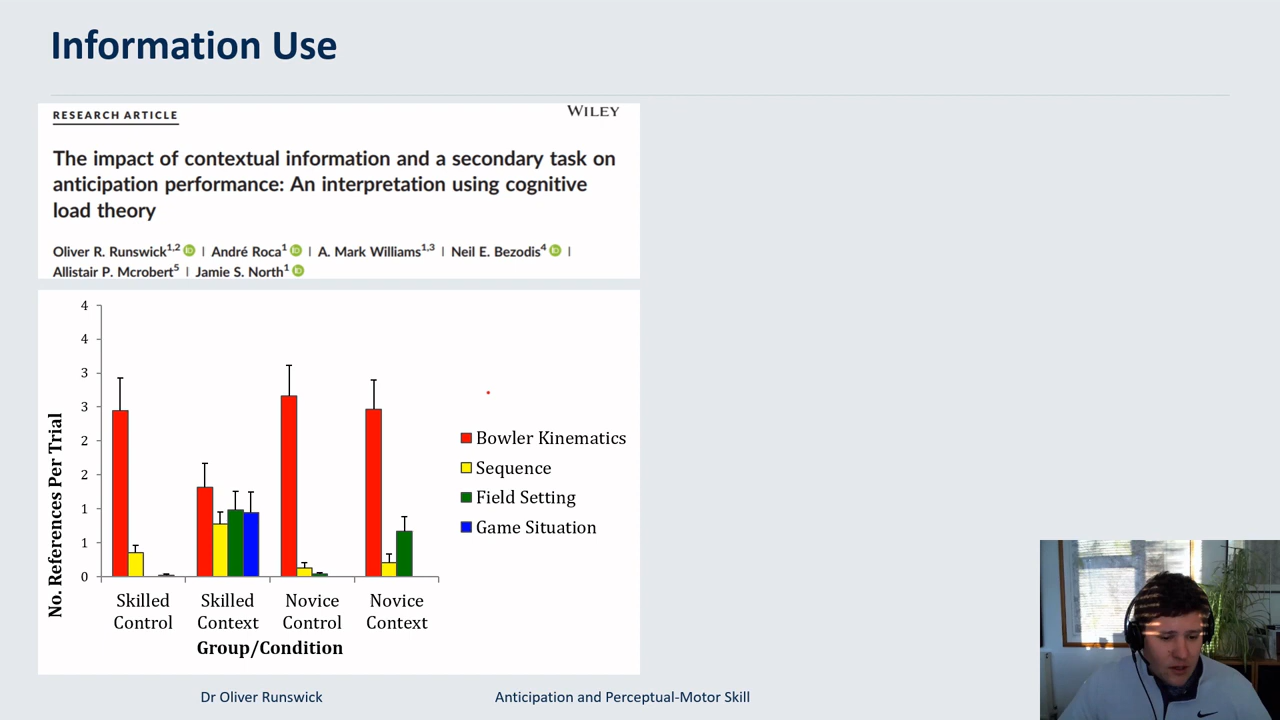 Information Use
RESEARCH ARTICLE
WILEY
The impact of contextual information and a secondary task on
anticipation performance: An interpretation using cognitive
load theory
Oliver R. Runswick1,2 | André Roca1 | A. Mark Williams1,3 | Neil E. Bezodis4 |
Allistair P. Mcrobert5 | Jamie S. North1
4
4
3
3
2
2
1
1
0
No. References Per Trial
Bowler Kinematics
Sequence
Field Setting
Game Situation
Skilled
Control
Skilled
Context
Novice
Control
Novice
Context
Group/Condition
Dr Oliver Runswick
Anticipation and Perceptual-Motor Skill